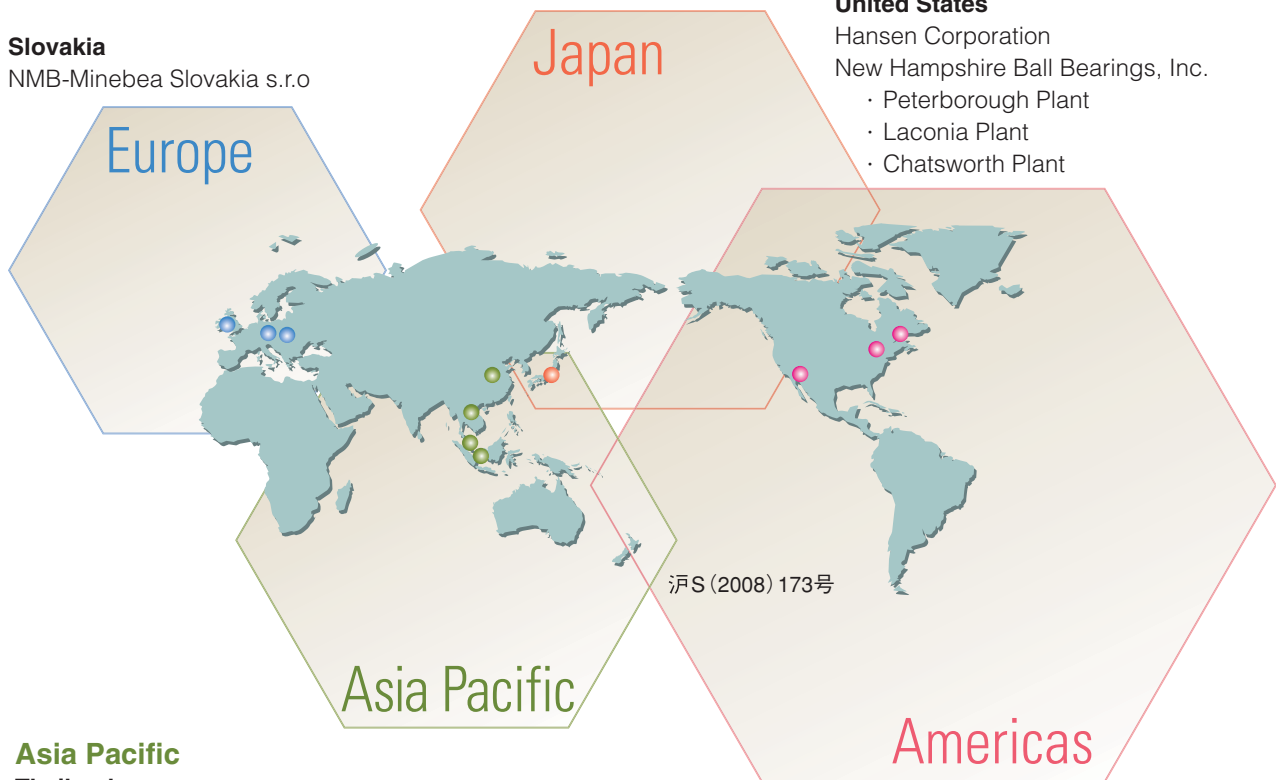 United States
Slovakia
NMB-Minebea Slovakia s.r.o
Japan
Hansen Corporation
New Hampshire Ball Bearings, Inc.
· Peterborough Plant
· Laconia Plant
· Chatsworth Plant
Europe
沪S(2008)173号
Asia Pacific
Americas
Asia Pacific
Thailand